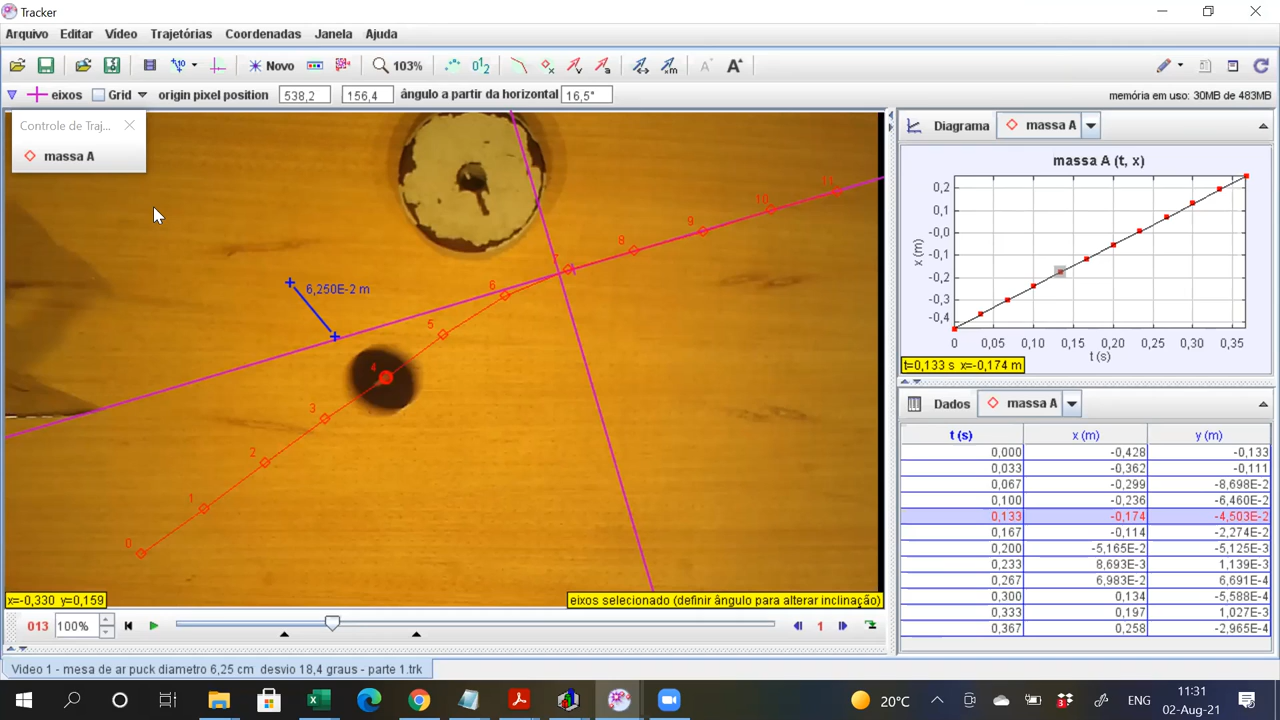 Tracker
Arquivo Editar Vídeo Trajetórias Coordenadas Janela Ajuda
Novo 103%
eixos Grid origin pixel position 538,2 156,4 ângulo a partir da horizontal 16,5° memória em uso: 30MB de 483MB
Controle de Traj...
massa A
6,250E-2 m
0
1
2
3
4
5
6
7
8
9
10
11
x=-0,330 y=0,159
eixos selecionado (definir ângulo para alterar inclinação)
013 100% 1
Diagrama massa A
massa A (t, x)
x (m)
0,2
0,1
-0,0
-0,1
-0,2
-0,3
-0,4
0 0,05 0,10 0,15 0,20 0,25 0,30 0,35
t (s)
t=0,133 s x=-0,174 m
Dados massa A
t (s) x (m) y (m)
0,000 -0,428 -0,133
0,033 -0,362 -0,111
0,067 -0,299 -8,698E-2
0,100 -0,236 -6,460E-2
0,133 -0,174 -4,503E-2
0,167 -0,114 -2,274E-2
0,200 -5,165E-2 -5,125E-3
0,233 8,693E-3 1,139E-3
0,267 6,983E-2 6,691E-4
0,300 0,134 -5,588E-4
0,333 0,197 1,027E-3
0,367 0,258 -2,965E-4
Vídeo 1 - mesa de ar puck diametro 6,25 cm desvio 18,4 graus - parte 1.trk
20°C ENG 11:31
02-Aug-21